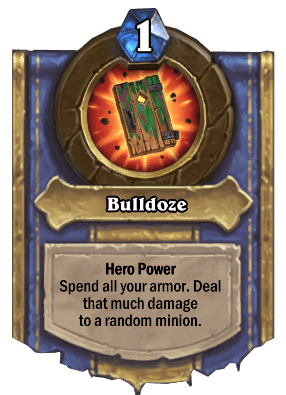 1
Bulldoze
Hero Power
Spend all your armor. Deal
that much damage
to a random minion.